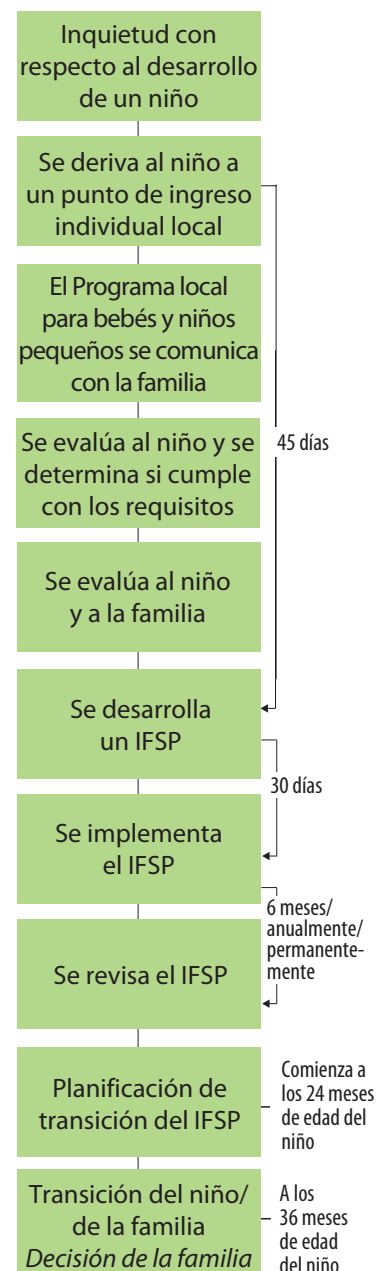 Inquietud con
respecto al desarrollo
de un niño
Se deriva al niño a
un punto de ingreso
individual local
El Programa local
para bebés y niños
pequeños se comunica
con la familia
Se evalúa al niño y se
determina si cumple
con los requisitos
45 días
Se evalúa al niño
y a la familia
Se desarrolla
un IFSP
30 días
Se implementa
el IFSP
6 meses/
anualmente/
permanente-
mente
Se revisa el IFSP
Planificación de
transición del IFSP
Comienza a
los 24 meses
de edad del
niño
Transición del niño/
de la familia
Decisión de la familia
A los
36 meses
de edad
del niño